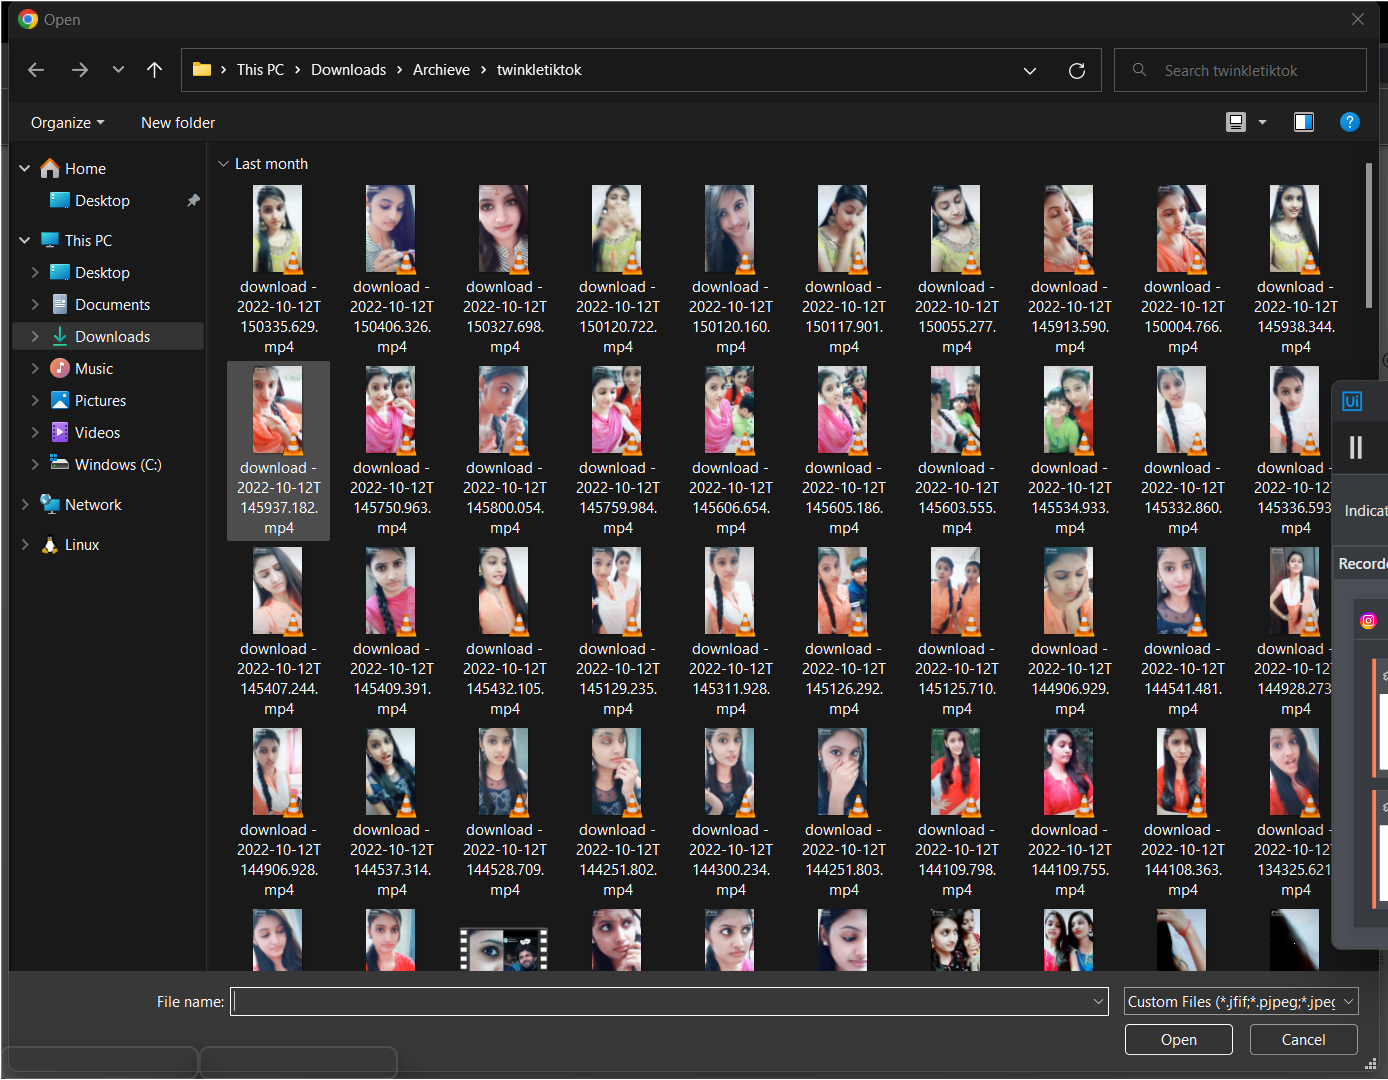 Open
This PC
Downloads
Archieve
twinkletiktok
Search twinkletiktok
Organize
New folder
Home
Desktop
This PC
Desktop
Documents
Downloads
Music
Pictures
Videos
Windows (C:)
Network
Linux
Last month
download - 2022-10-12T150335.629.mp4
download - 2022-10-12T150406.326.mp4
download - 2022-10-12T150327.698.mp4
download - 2022-10-12T150120.722.mp4
download - 2022-10-12T150120.160.mp4
download - 2022-10-12T150117.901.mp4
download - 2022-10-12T150055.277.mp4
download - 2022-10-12T145913.590.mp4
download - 2022-10-12T150004.766.mp4
download - 2022-10-12T145938.344.mp4
download - 2022-10-12T145937.182.mp4
download - 2022-10-12T145750.963.mp4
download - 2022-10-12T145800.054.mp4
download - 2022-10-12T145759.984.mp4
download - 2022-10-12T145606.654.mp4
download - 2022-10-12T145605.186.mp4
download - 2022-10-12T145603.555.mp4
download - 2022-10-12T145534.933.mp4
download - 2022-10-12T145332.860.mp4
download - 2022-10-12T145336.593 mp4
download - 2022-10-12T145407.244.mp4
download - 2022-10-12T145409.391.mp4
download - 2022-10-12T145432.105.mp4
download - 2022-10-12T145129.235.mp4
download - 2022-10-12T145311.928.mp4
download - 2022-10-12T145126.292.mp4
download - 2022-10-12T145125.710.mp4
download - 2022-10-12T144906.929.mp4
download - 2022-10-12T144541.481.mp4
download - 2022-10-12T144928.273 mp4
download - 2022-10-12T144906.928.mp4
download - 2022-10-12T144537.314.mp4
download - 2022-10-12T144528.709.mp4
download - 2022-10-12T144251.802.mp4
download - 2022-10-12T144300.234.mp4
download - 2022-10-12T144251.803.mp4
download - 2022-10-12T144109.798.mp4
download - 2022-10-12T144109.755.mp4
download - 2022-10-12T144108.363.mp4
download - 2022-10-12T134325.621 mp4
Ui
Indicat
Recorde
File name:
Custom Files (*.jfif;*.pjpeg;*.jpeg
Open
Cancel